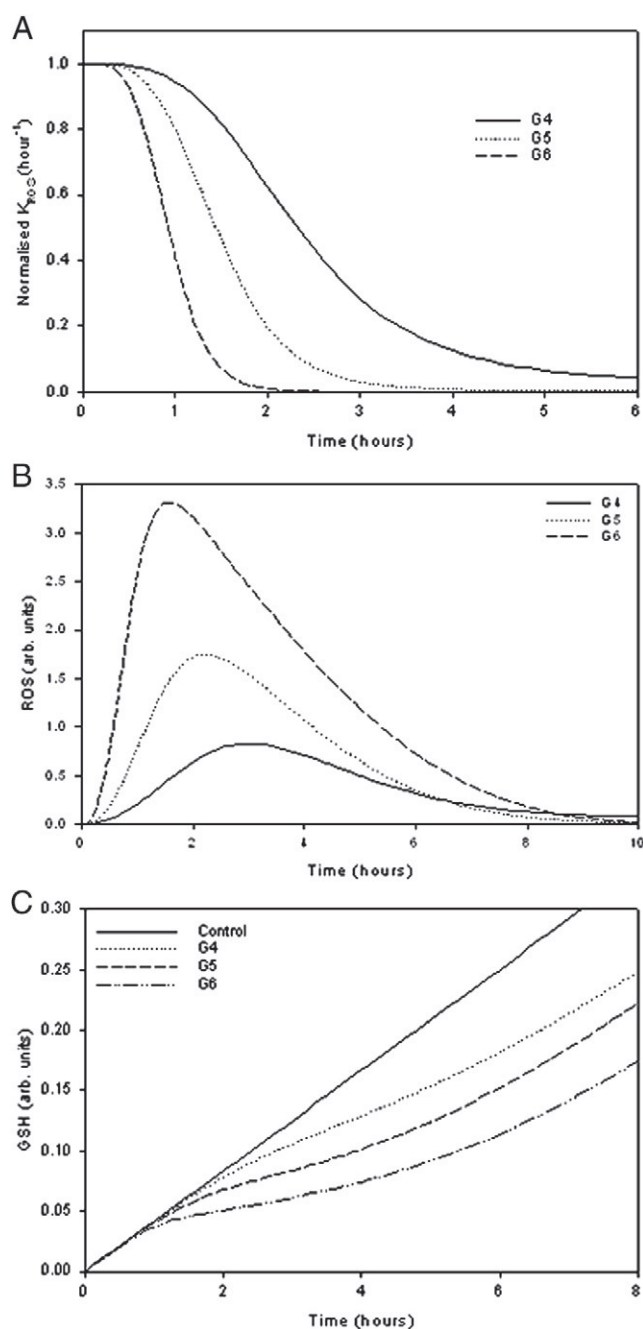 A
Normalised K_ROS (hour⁻¹)
1.0
0.8
0.6
0.4
0.2
0.0
G4
G5
G6
0 1 2 3 4 5 6
Time (hours)
B
ROS (arb. units)
3.5
3.0
2.5
2.0
1.5
1.0
0.5
0.0
G4
G5
G6
0 2 4 6 8 10
Time (hours)
C
GSH (arb. units)
0.30
0.25
0.20
0.15
0.10
0.05
0.00
Control
G4
G5
G6
0 2 4 6 8
Time (hours)